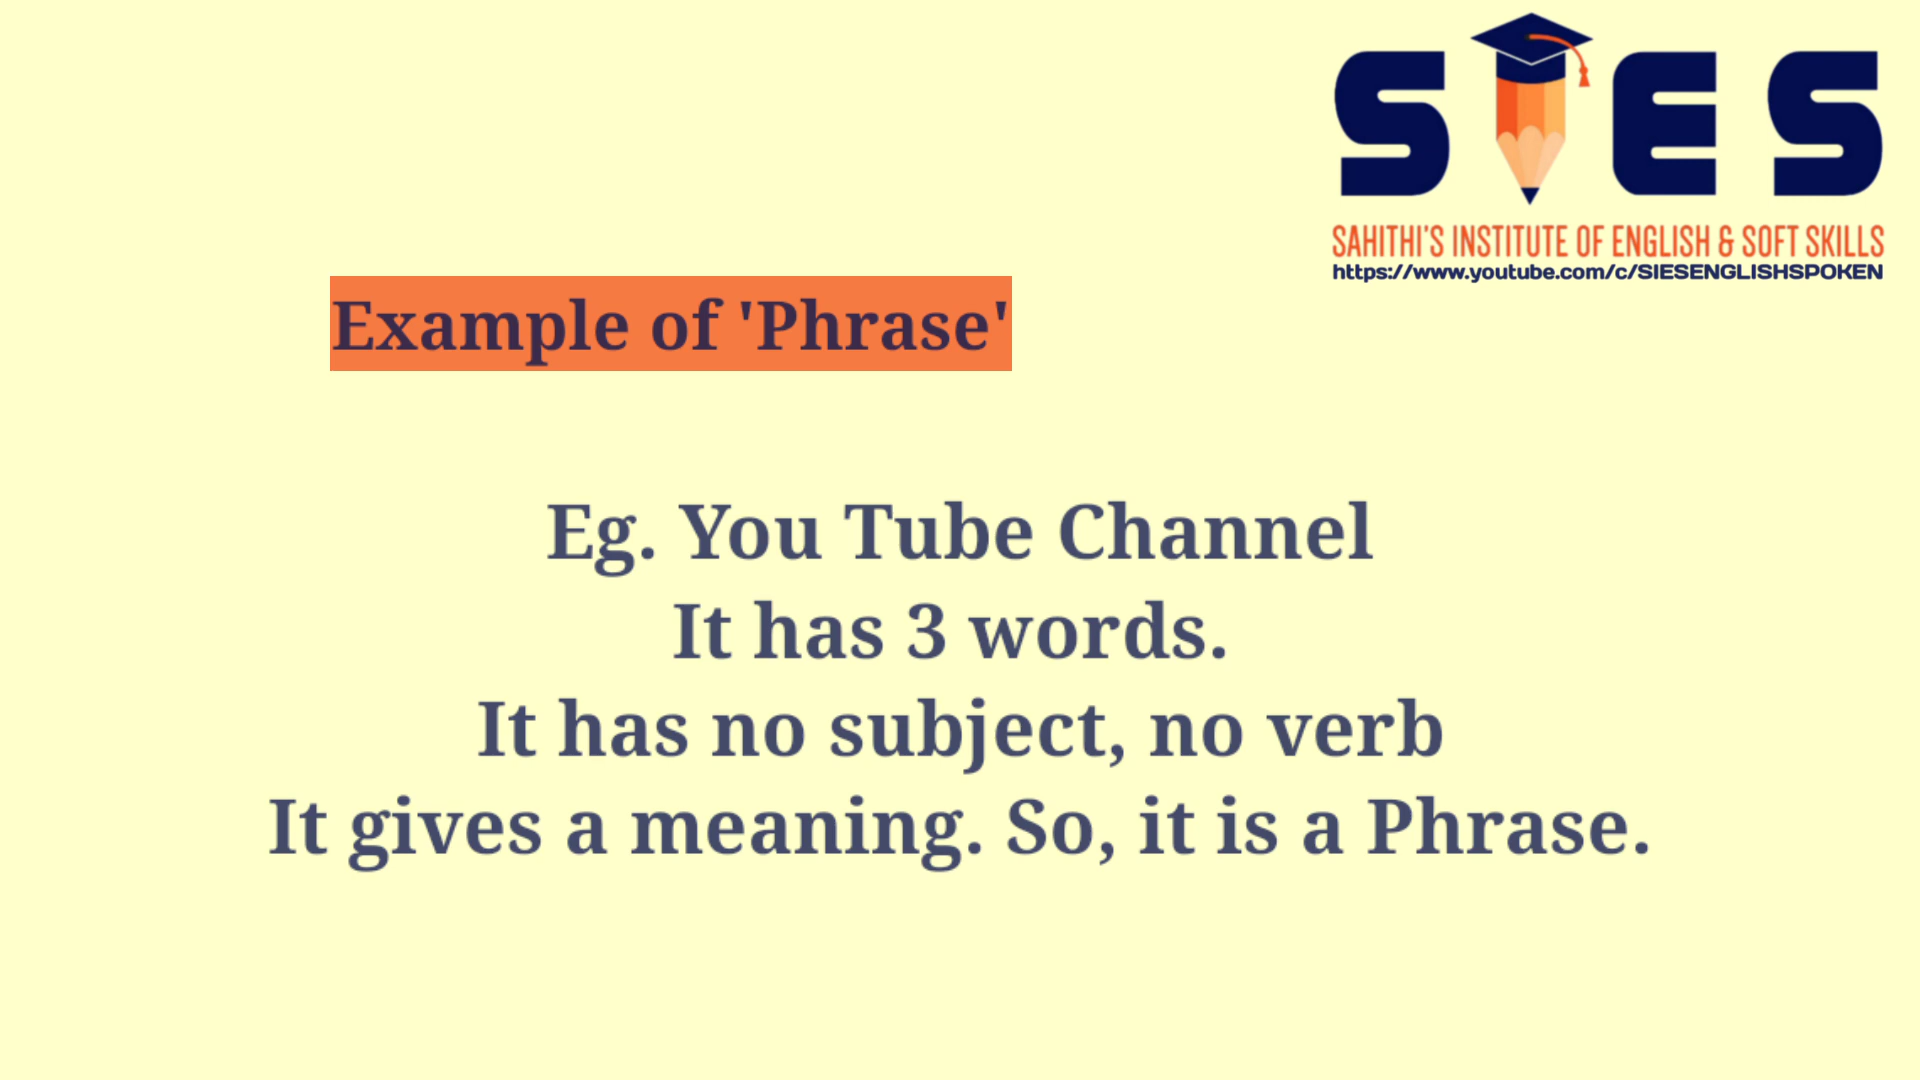 SIES
SAHITHI'S INSTITUTE OF ENGLISH & SOFT SKILLS
https://www.youtube.com/c/SIESENGLISHSPOKEN
Example of 'Phrase'
Eg. You Tube Channel
It has 3 words.
It has no subject, no verb
It gives a meaning. So, it is a Phrase.